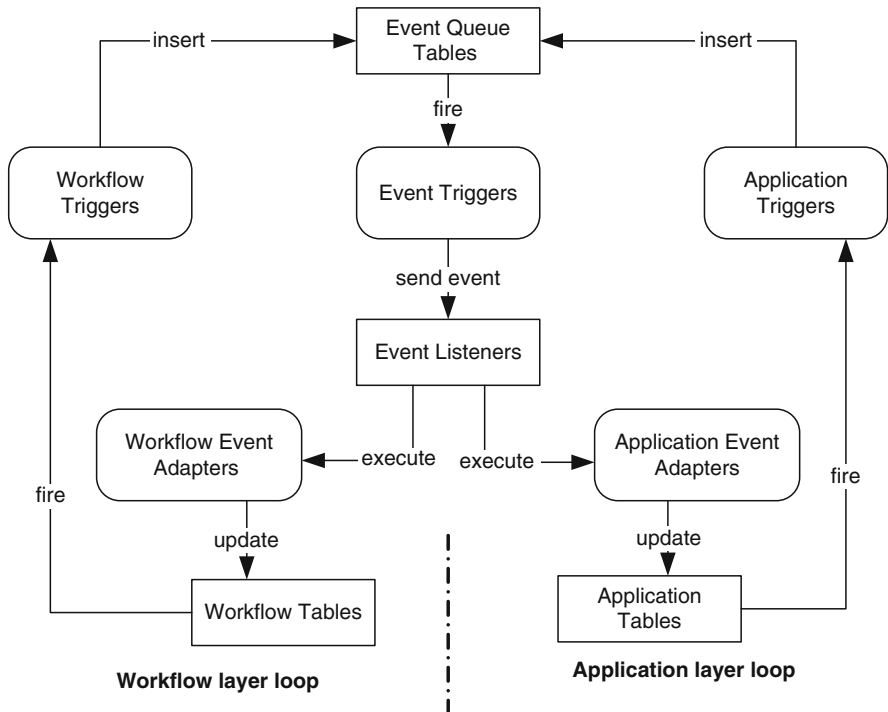 insert
Event Queue
Tables
insert
fire
Workflow
Triggers
Event Triggers
Application
Triggers
send event
Event Listeners
Workflow Event
Adapters
execute
execute
Application Event
Adapters
fire
fire
update
update
Workflow Tables
Application
Tables
Workflow layer loop
Application layer loop